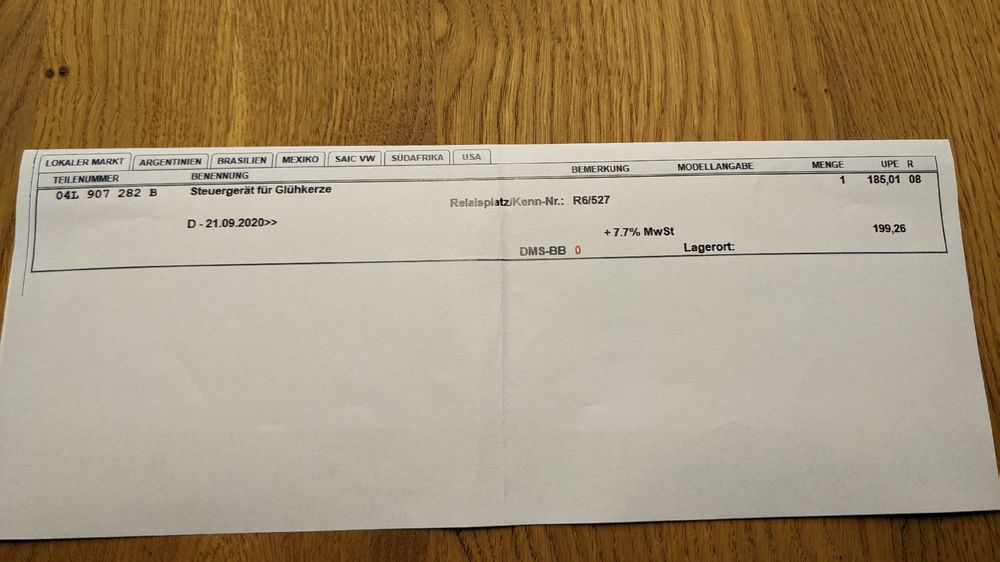 LOKALER MARKT ARGENTINIEN BRASILIEN MEXIKO SAIC VW SÜDAFRIKA USA
TEILENUMMER BENENNUNG BEMERKUNG MODELLANGABE MENGE UPE R
04L 907 282 B Steuergerät für Glühkerze 1 185,01 08
Relaisplatz/Kenn-Nr.: R6/527
D - 21.09.2020>>
+ 7.7% MwSt 199,26
DMS-BB 0 Lagerort: